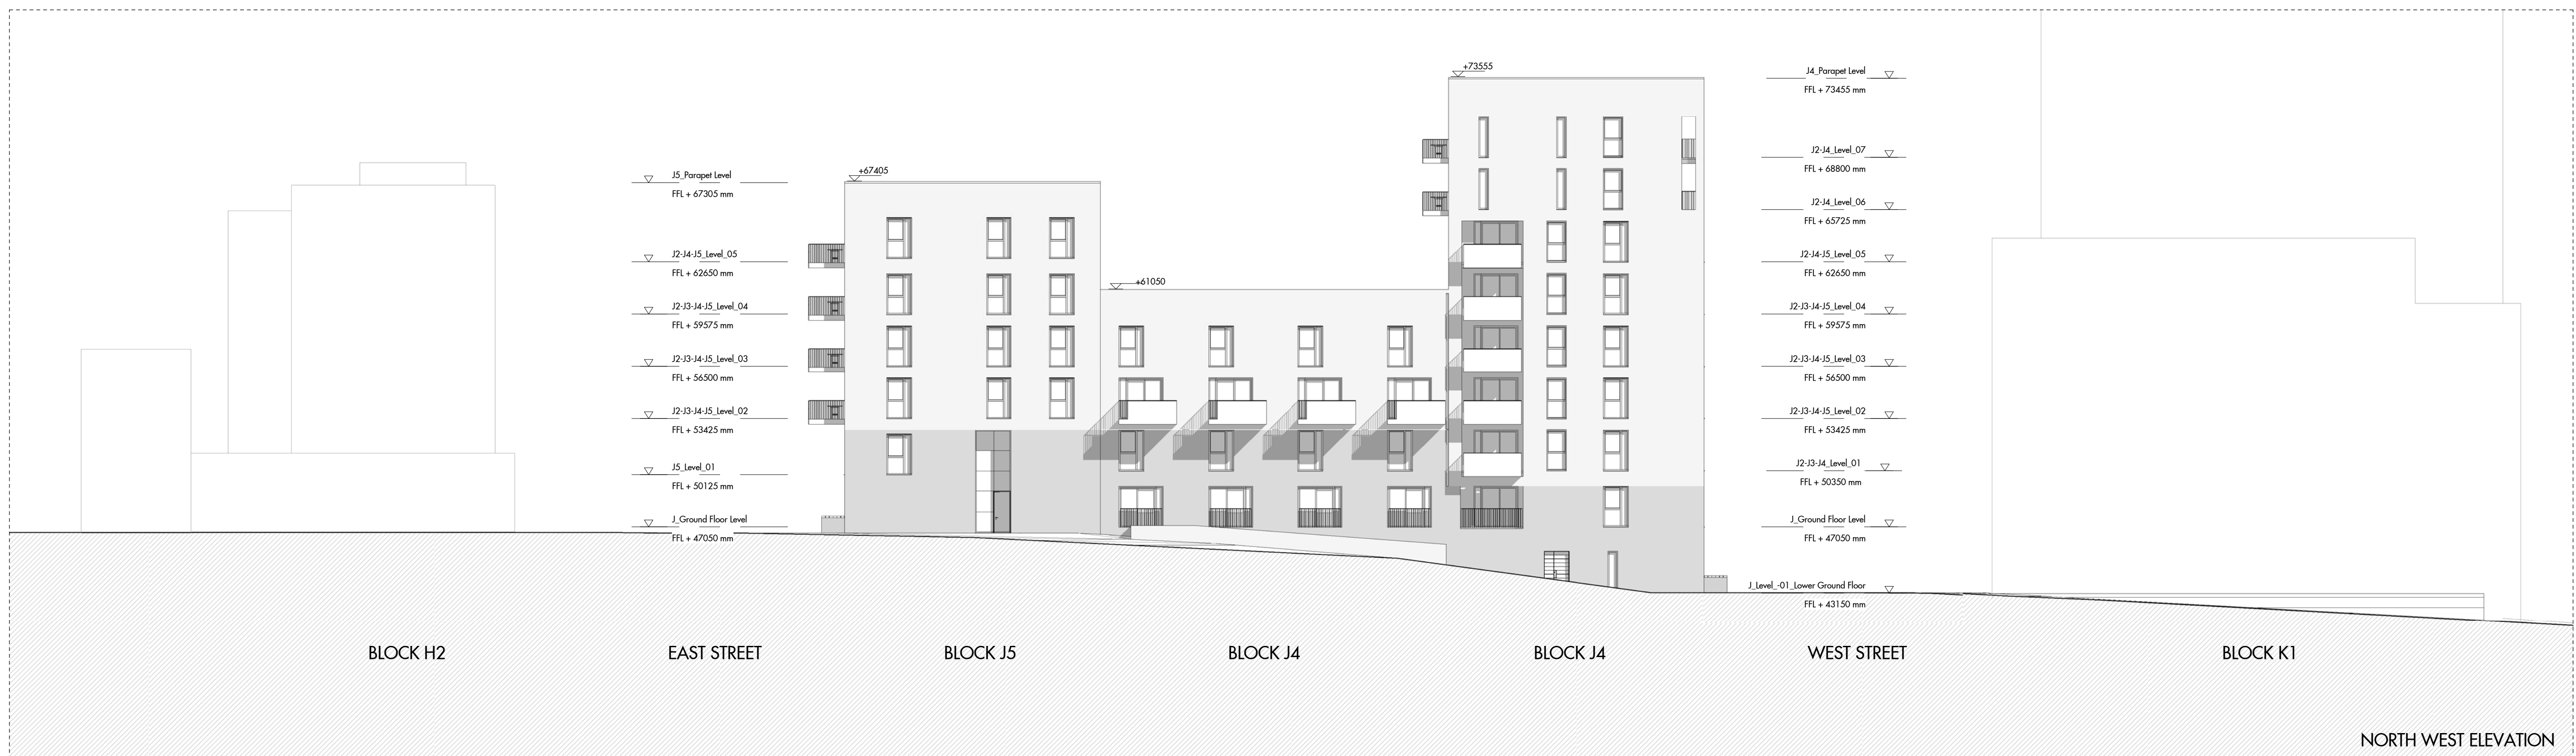 +73555
J4_Parapet Level
FFL + 73455 mm
J2-J4_Level_07
FFL + 68800 mm
+67405
J5_Parapet Level
FFL + 67305 mm
J2-J4_Level_06
FFL + 65725 mm
J2-J4-J5_Level_05
FFL + 62650 mm
J2-J4-J5_Level_05
FFL + 62650 mm
+61050
J2-J3-J4-J5_Level_04
FFL + 59575 mm
J2-J3-J4-J5_Level_04
FFL + 59575 mm
J2-J3-J4-J5_Level_03
FFL + 56500 mm
J2-J3-J4-J5_Level_03
FFL + 56500 mm
J2-J3-J4-J5_Level_02
FFL + 53425 mm
J2-J3-J4-J5_Level_02
FFL + 53425 mm
J5_Level_01
FFL + 50125 mm
J2-J3-J4_Level_01
FFL + 50350 mm
J_Ground Floor Level
FFL + 47050 mm
J_Ground Floor Level
FFL + 47050 mm
J_Level_-01_Lower Ground Floor
FFL + 43150 mm
BLOCK H2
EAST STREET
BLOCK J5
BLOCK J4
BLOCK J4
WEST STREET
BLOCK K1
NORTH WEST ELEVATION